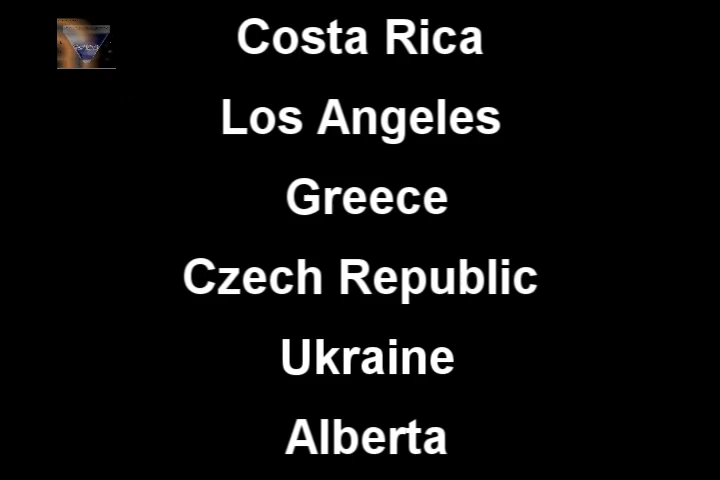 Costa Rica
Los Angeles
Greece
Czech Republic
Ukraine
Alberta